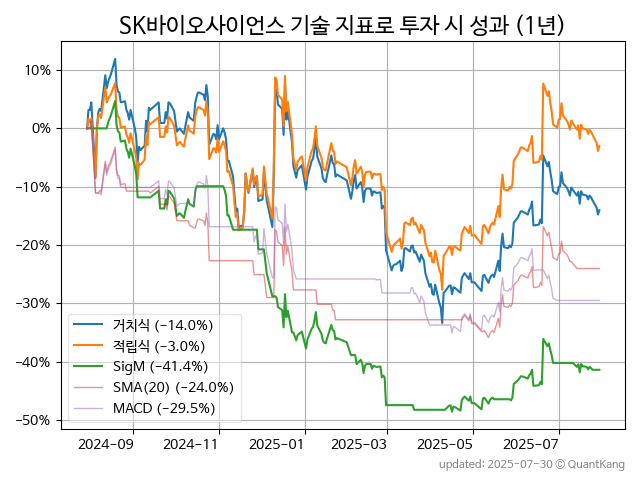 SK바이오사이언스 기술 지표로 투자 시 성과 (1년)
10%
0%
−10%
−20%
−30%
−40%
−50%
거치식 (−14.0%)
적립식 (−3.0%)
SigM (−41.4%)
SMA(20) (−24.0%)
MACD (−29.5%)
2024−09
2024−11
2025−01
2025−03
2025−05
2025−07
updated: 2025-07-30 © QuantKang